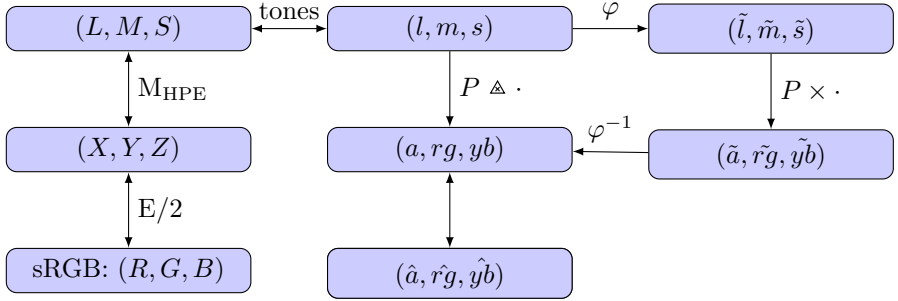 tones φ
(L, M, S) (l, m, s) (l̃, m̃, s̃)
M_HPE P ⨻ · P × ·
φ⁻¹
(X, Y, Z) (a, rg, yb) (ã, r̃g, ỹb)
E/2
sRGB: (R, G, B) (â, r̂g, ŷb)